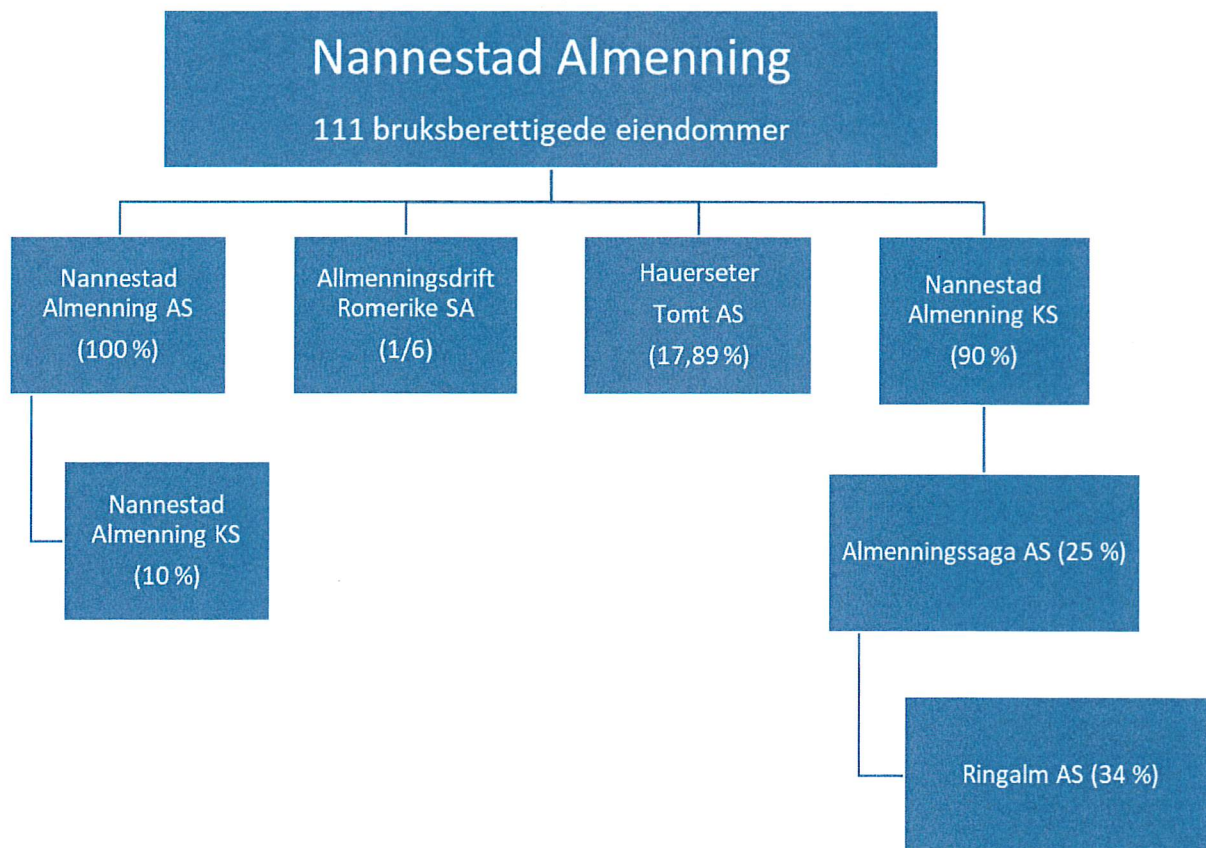 Nannestad Almenning
111 bruksberettigede eiendommer
Nannestad
Almenning AS
(100 %)
Allmenningsdrift
Romerike SA
(1/6)
Hauerseter
Tomt AS
(17,89 %)
Nannestad
Almenning KS
(90 %)
Nannestad
Almenning KS
(10 %)
Almenningssaga AS (25 %)
Ringalm AS (34 %)